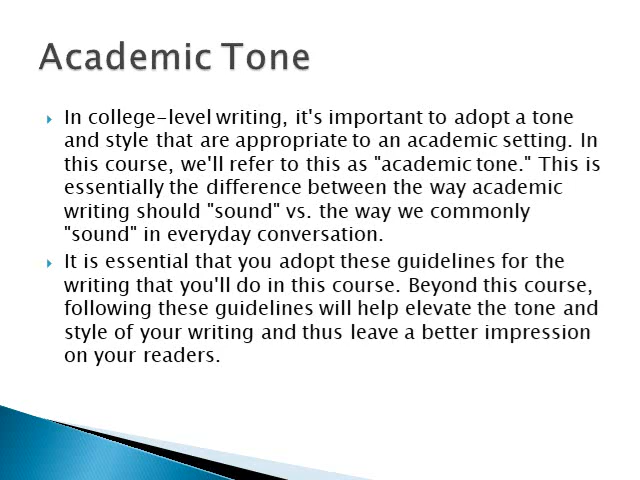 Academic Tone
In college-level writing, it's important to adopt a tone
and style that are appropriate to an academic setting. In
this course, we'll refer to this as "academic tone." This is
essentially the difference between the way academic
writing should "sound" vs. the way we commonly
"sound" in everyday conversation.
It is essential that you adopt these guidelines for the
writing that you'll do in this course. Beyond this course,
following these guidelines will help elevate the tone and
style of your writing and thus leave a better impression
on your readers.